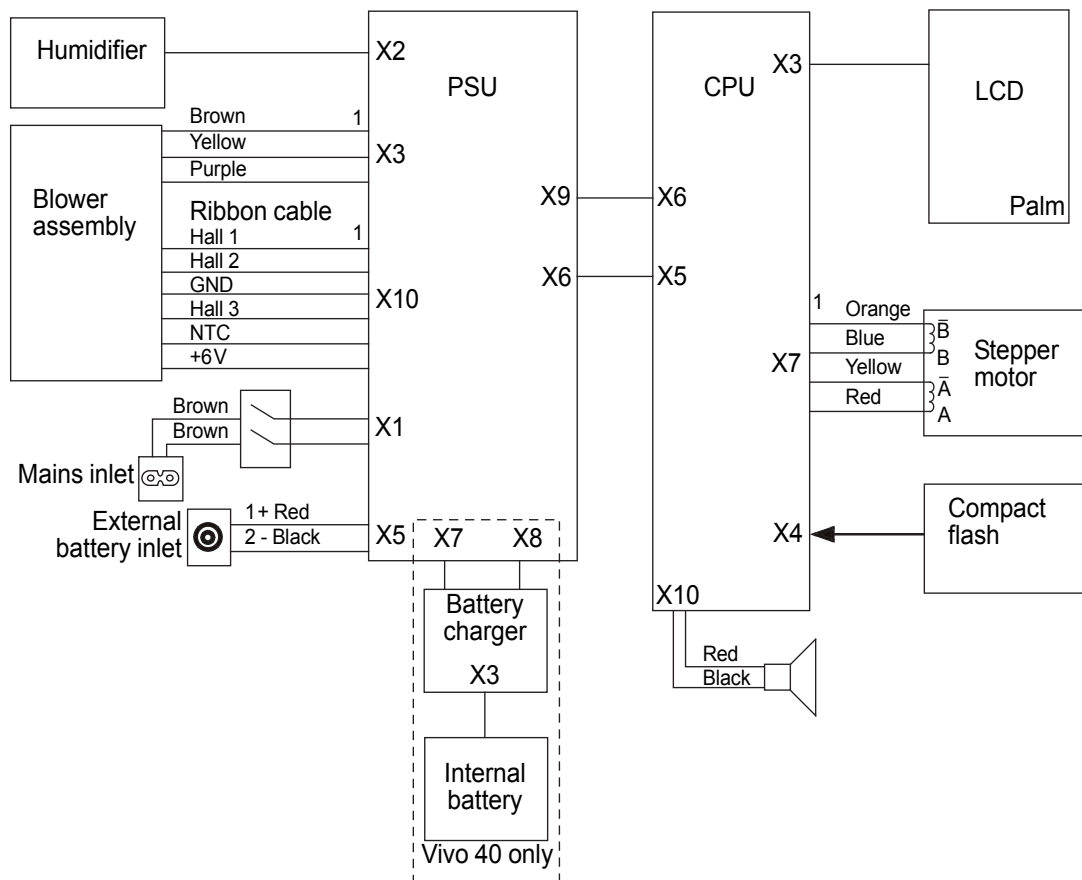 Humidifier
X2
PSU
CPU
X3
LCD
Palm
Brown
1
Yellow
X3
Purple
Blower
assembly
Ribbon cable
Hall 1
1
Hall 2
GND
X10
Hall 3
NTC
+6V
X9
X6
X6
X5
1
Orange
Blue
X7
Yellow
Red
B̅
B
A̅
A
Stepper
motor
Brown
Brown
X1
Mains inlet
External
battery inlet
1+ Red
2 - Black
X5
X7
X8
X4
Compact
flash
X10
Red
Black
Battery
charger
X3
Internal
battery
Vivo 40 only